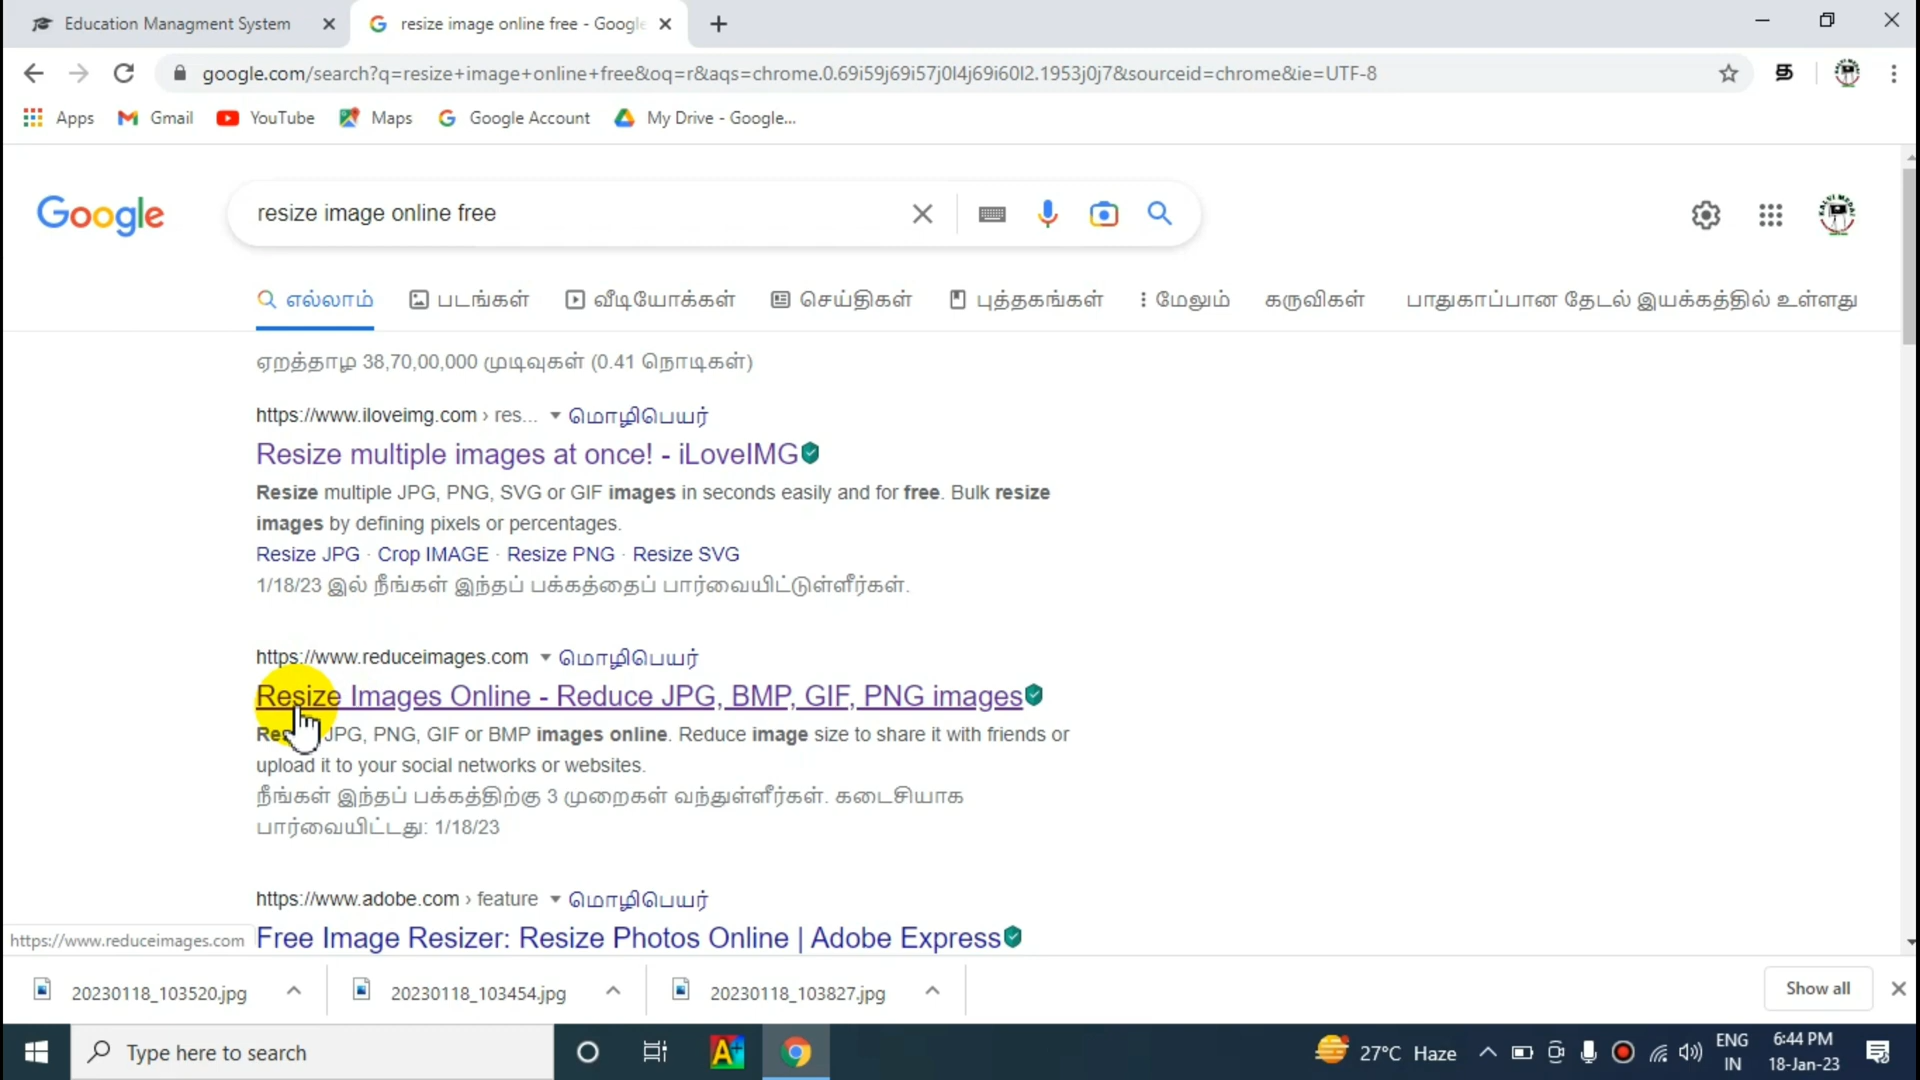 Education Managment System
resize image online free - Google
google.com/search?q=resize+image+online+free&oq=r&aqs=chrome.0.69i59j69i57j0l4j69i60l2.1953j0j7&sourceid=chrome&ie=UTF-8
த
Apps Gmail YouTube Maps Google Account My Drive - Google...
Google
resize image online free
எல்லாம் படங்கள் வீடியோக்கள் செய்திகள் புத்தகங்கள் மேலும் கருவிகள் பாதுகாப்பான தேடல் இயக்கத்தில் உள்ளது
ஏறத்தாழ 38,70,00,000 முடிவுகள் (0.41 நொடிகள்)
https://www.iloveimg.com › res... மொழிபெயர்
Resize multiple images at once! - iLoveIMG
Resize multiple JPG, PNG, SVG or GIF images in seconds easily and for free. Bulk resize
images by defining pixels or percentages.
Resize JPG · Crop IMAGE · Resize PNG · Resize SVG
1/18/23 இல் நீங்கள் இந்தப் பக்கத்தைப் பார்வையிட்டுள்ளீர்கள்.
https://www.reduceimages.com மொழிபெயர்
Resize Images Online - Reduce JPG, BMP, GIF, PNG images
JPG, PNG, GIF or BMP images online. Reduce image size to share it with friends or
upload it to your social networks or websites.
நீங்கள் இந்தப் பக்கத்திற்கு 3 முறைகள் வந்துள்ளீர்கள். கடைசியாக
பார்வையிட்டது: 1/18/23
https://www.adobe.com › feature மொழிபெயர்
Free Image Resizer: Resize Photos Online | Adobe Express
https://www.reduceimages.com
20230118_103520.jpg 20230118_103454.jpg 20230118_103827.jpg Show all
Type here to search
27°C Haze
ENG
IN
6:44 PM
18-Jan-23